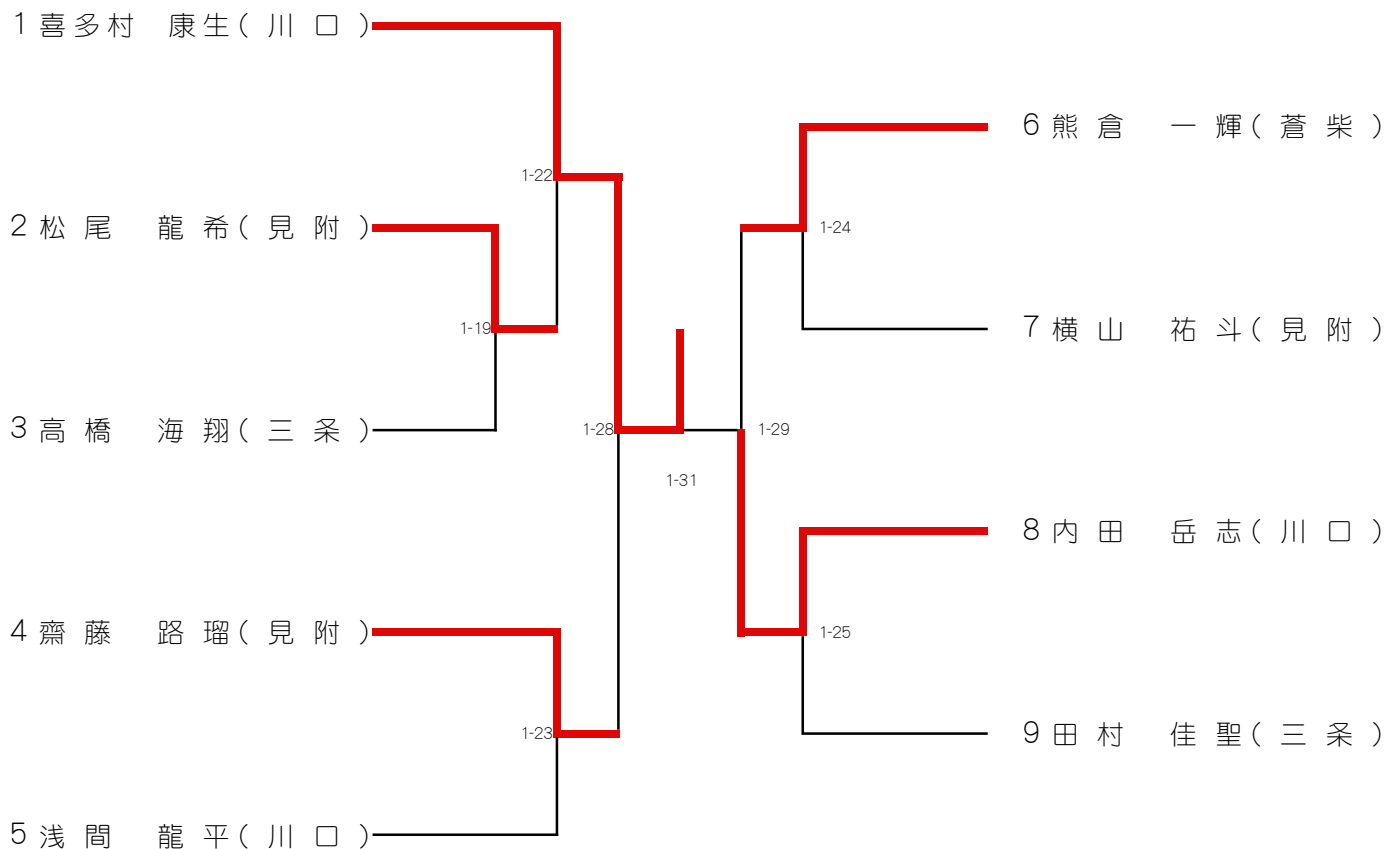 1 喜多村 康生(川口)
2 松尾 龍希(見附)
3 高橋 海翔(三条)
4 齋藤 路瑠(見附)
5 浅間 龍平(川口)
1-22
1-19
1-28
1-23
1-31
6 熊倉 一輝(蒼柴)
7 横山 祐斗(見附)
8 内田 岳志(川口)
9 田村 佳聖(三条)
1-24
1-29
1-25